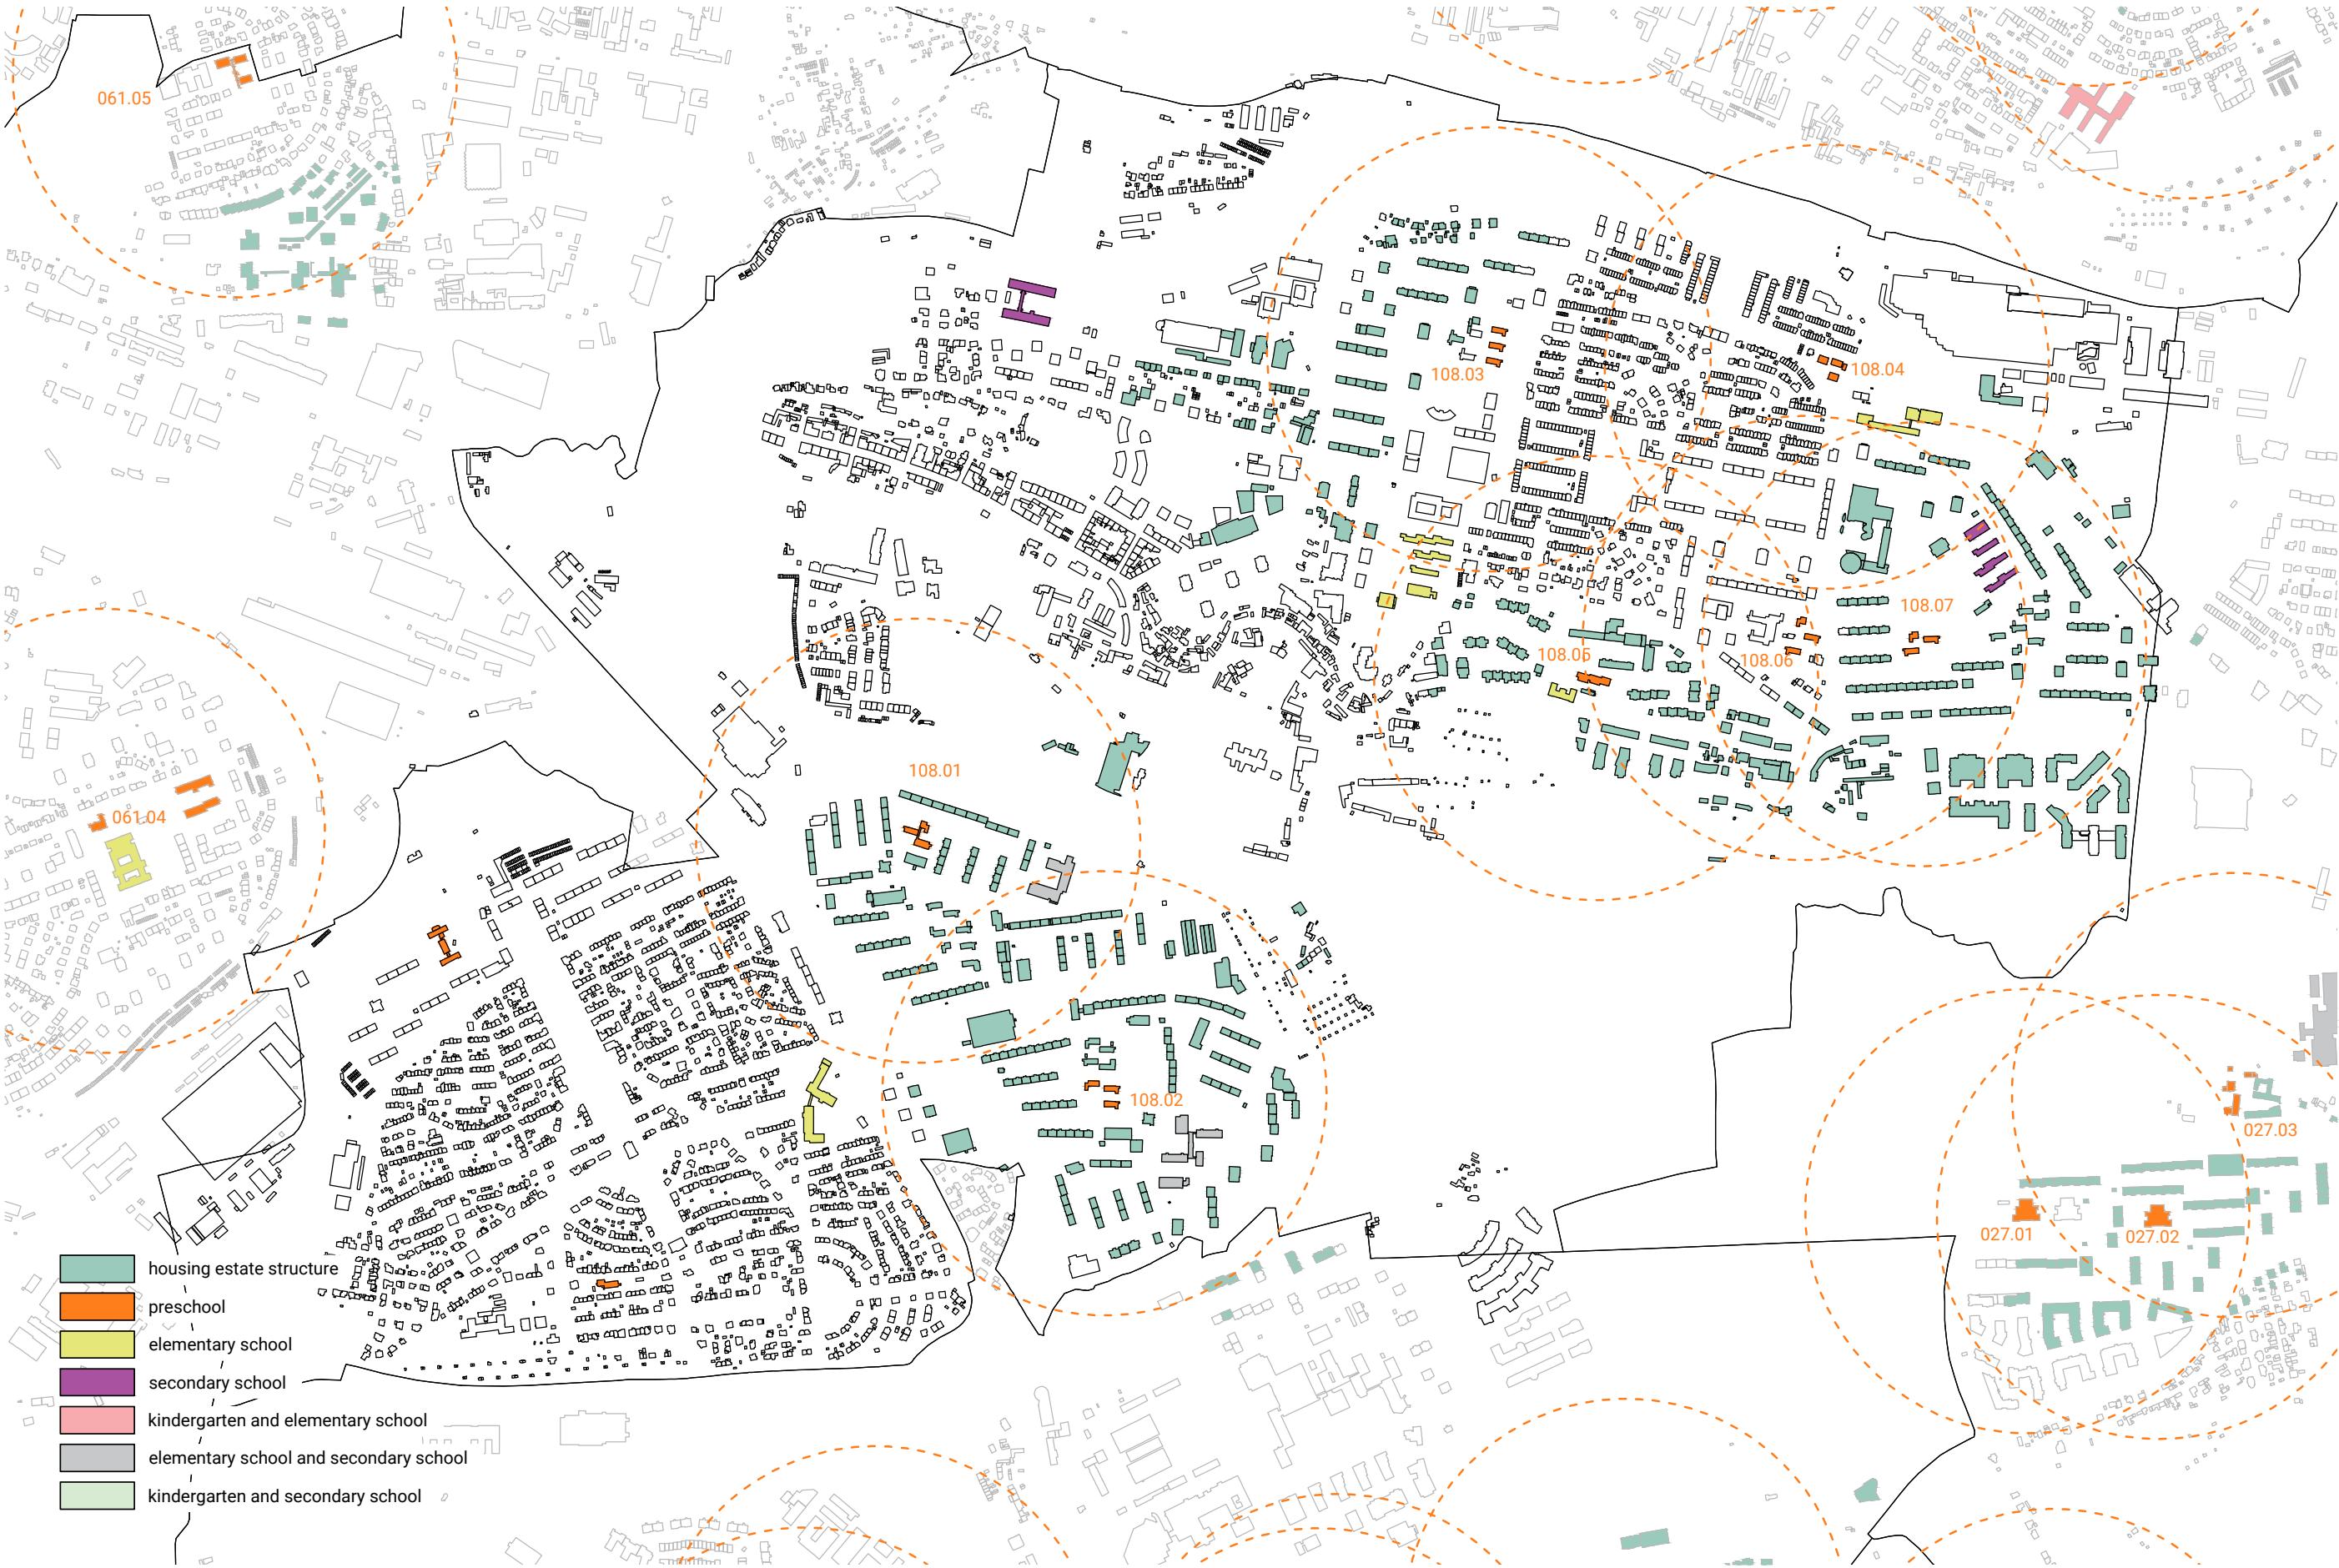 061.05
108.03
108.04
108.07
108.05
108.06
108.01
061.04
108.02
027.03
027.01
027.02
housing estate structure
preschool
elementary school
secondary school
kindergarten and elementary school
elementary school and secondary school
kindergarten and secondary school